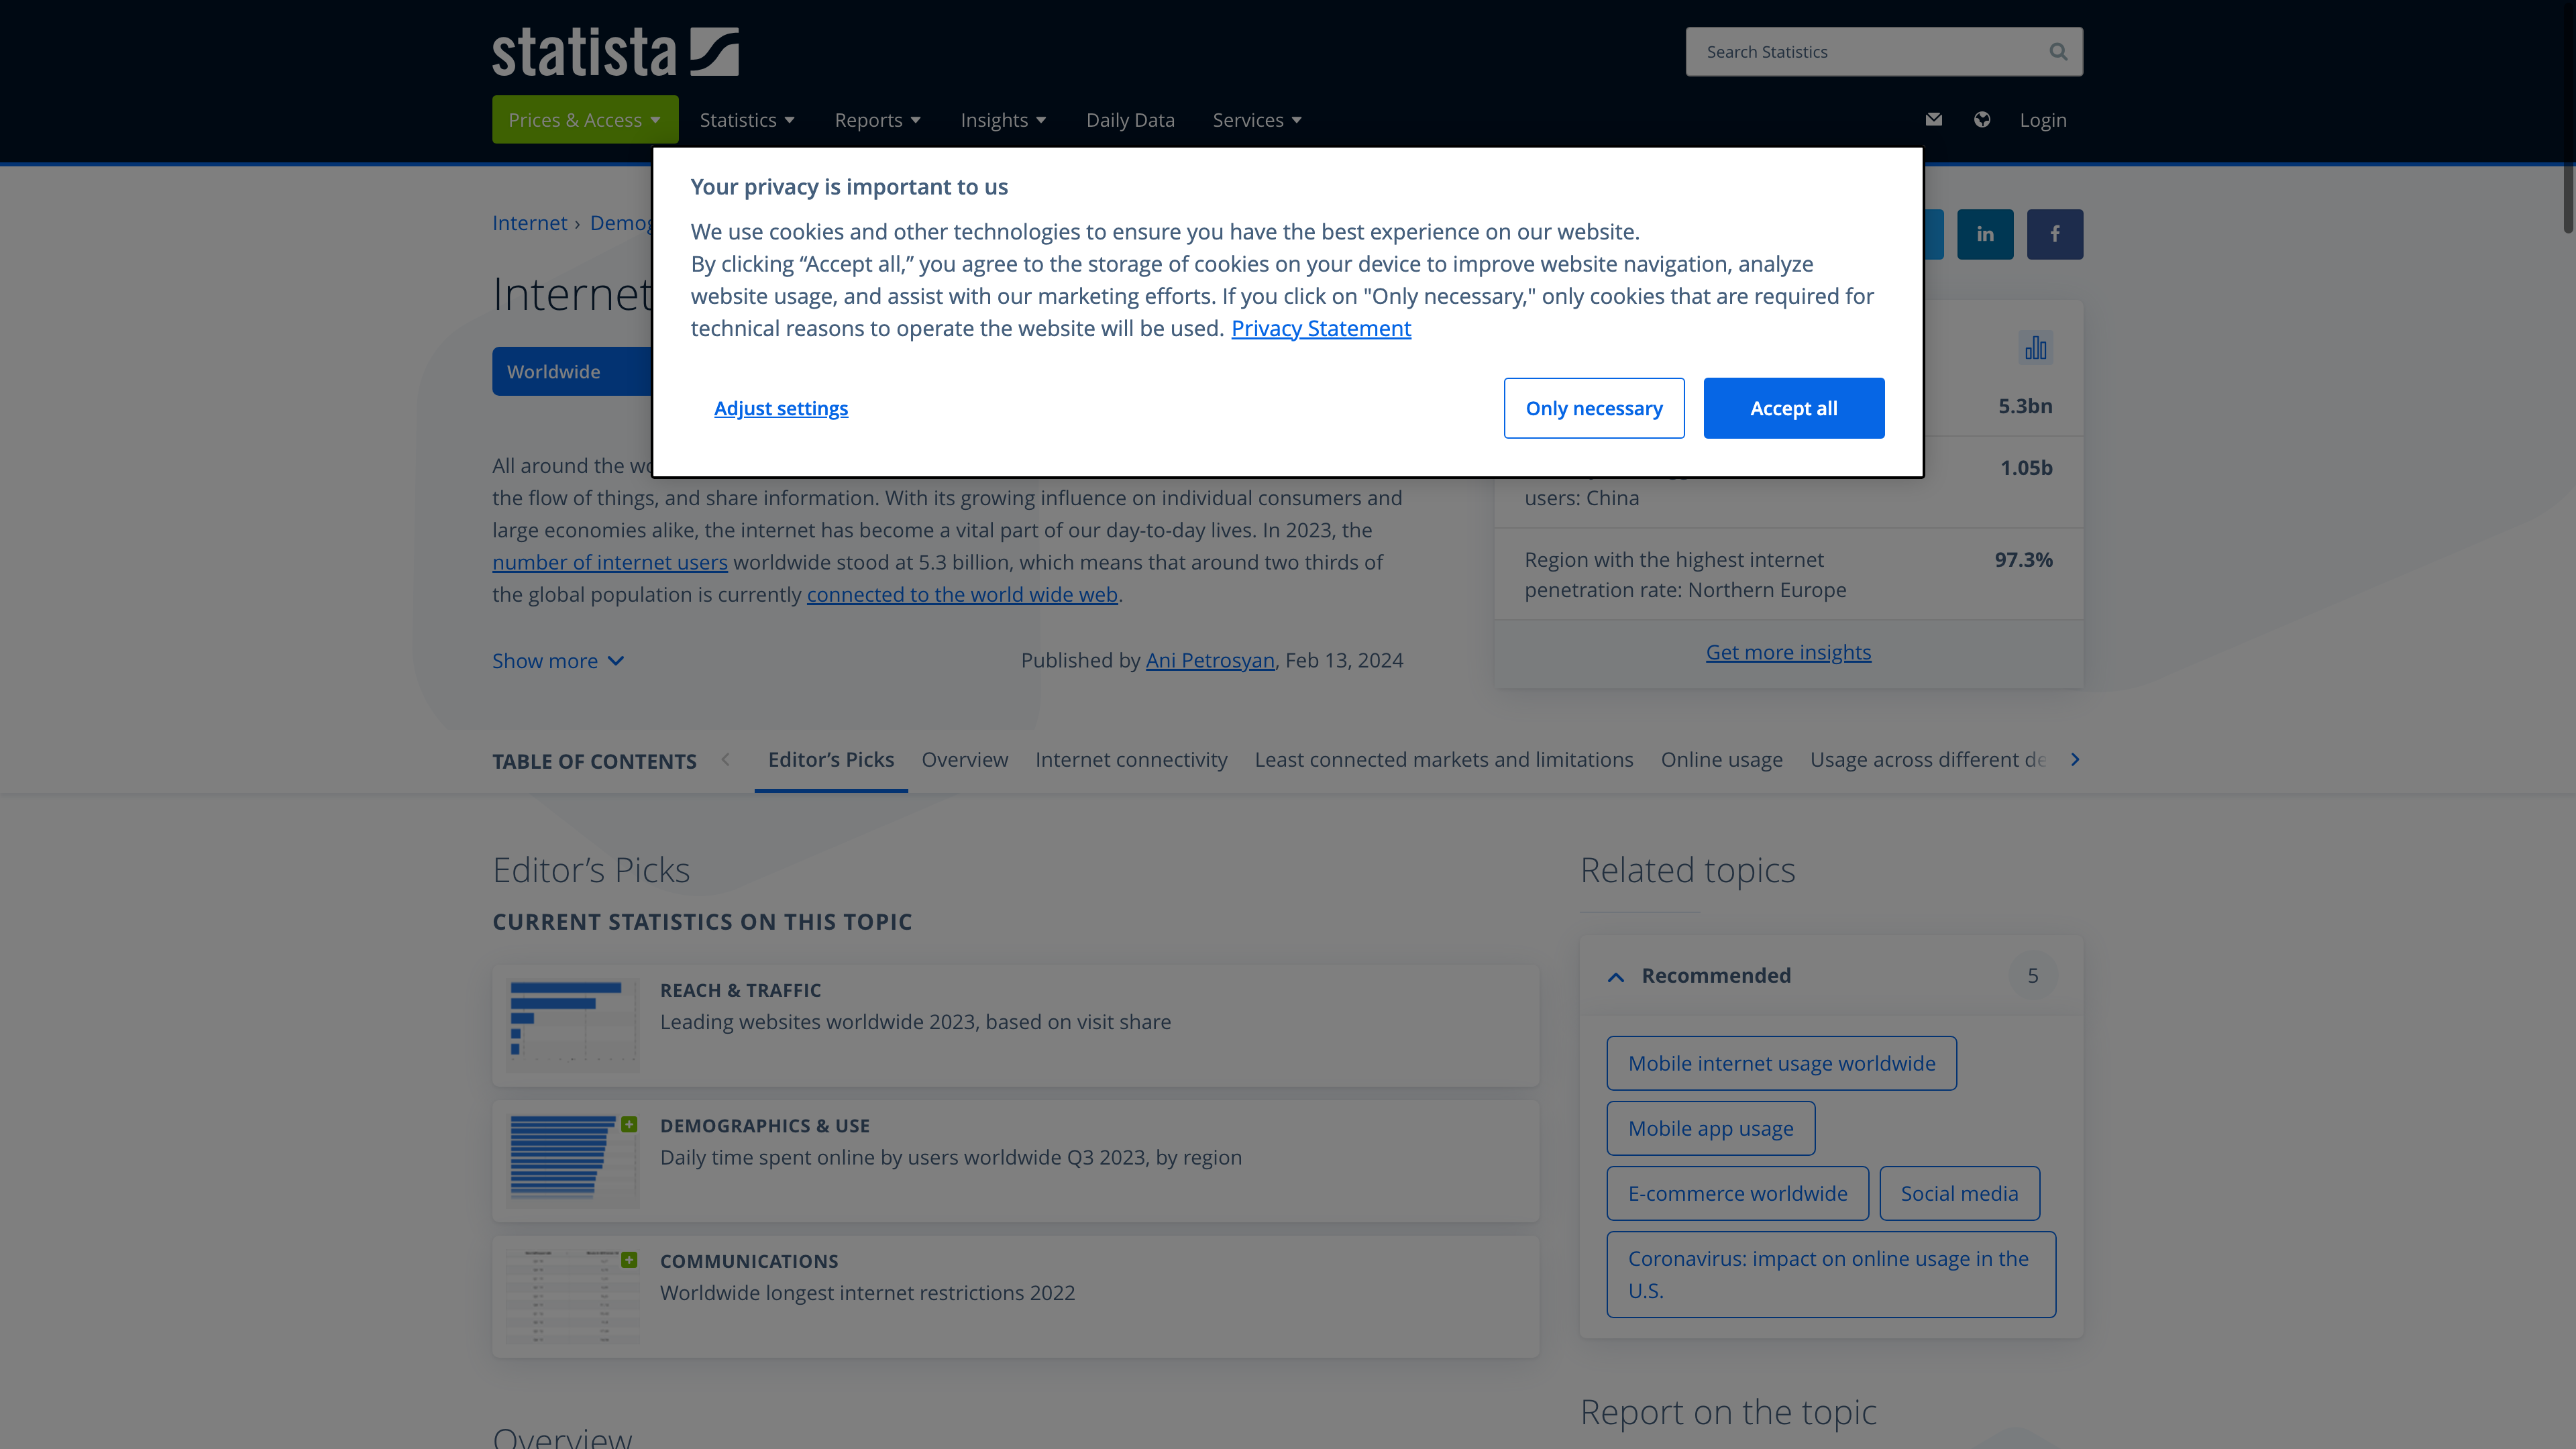 statista
Search Statistics
Prices & Access
Statistics
Reports
Insights
Daily Data
Services
Login
Your privacy is important to us
We use cookies and other technologies to ensure you have the best experience on our website.
By clicking “Accept all,” you agree to the storage of cookies on your device to improve website navigation, analyze
website usage, and assist with our marketing efforts. If you click on "Only necessary," only cookies that are required for
technical reasons to operate the website will be used. Privacy Statement
Adjust settings
Only necessary
Accept all
Internet ›
Internet
Worldwide
All around the
the flow of things, and share information. With its growing influence on individual consumers and
large economies alike, the internet has become a vital part of our day-to-day lives. In 2023, the
number of internet users worldwide stood at 5.3 billion, which means that around two thirds of
the global population is currently connected to the world wide web.
Show more
Published by Ani Petrosyan, Feb 13, 2024
in
f
5.3bn
1.05b
users: China
Region with the highest internet
penetration rate: Northern Europe
97.3%
Get more insights
TABLE OF CONTENTS
Editor’s Picks
Overview
Internet connectivity
Least connected markets and limitations
Online usage
Usage across different
Editor’s Picks
CURRENT STATISTICS ON THIS TOPIC
REACH & TRAFFIC
Leading websites worldwide 2023, based on visit share
DEMOGRAPHICS & USE
Daily time spent online by users worldwide Q3 2023, by region
COMMUNICATIONS
Worldwide longest internet restrictions 2022
Overview
Related topics
Recommended
5
Mobile internet usage worldwide
Mobile app usage
E-commerce worldwide
Social media
Coronavirus: impact on online usage in the
U.S.
Report on the topic